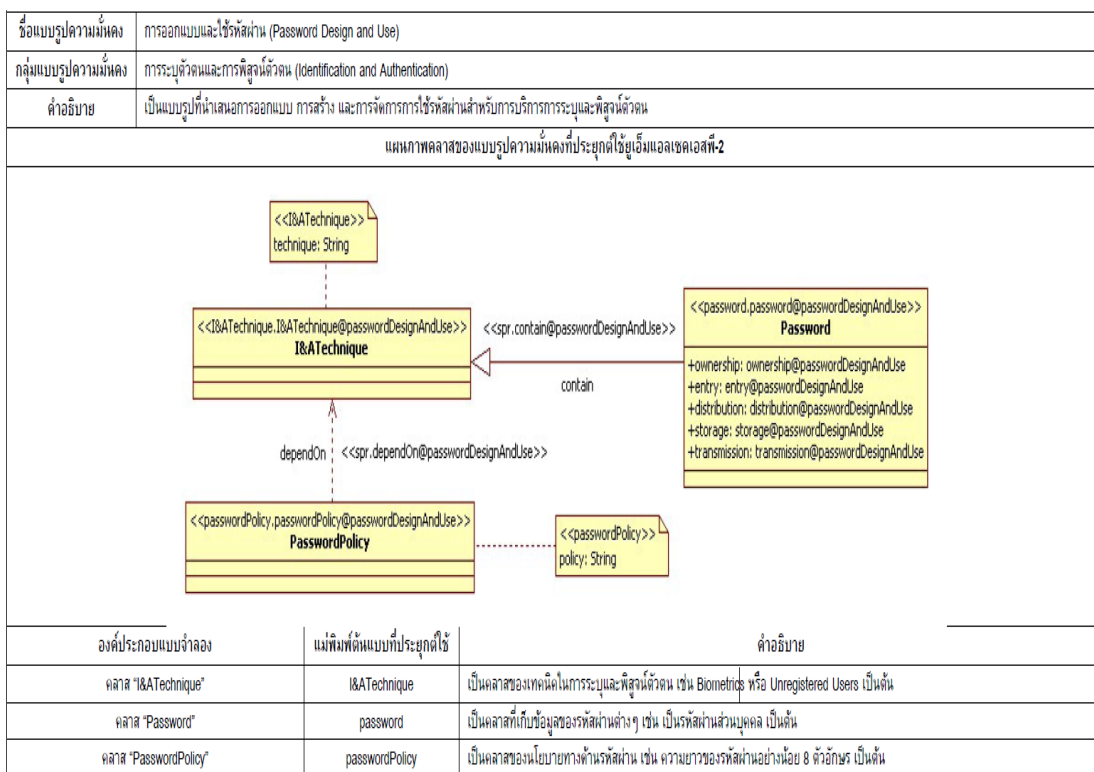 ชื่อแบบรูปความมั่นคง การออกแบบและใช้รหัสผ่าน (Password Design and Use)
กลุ่มแบบรูปความมั่นคง การระบุตัวตนและการพิสูจน์ตัวตน (Identification and Authentication)
คำอธิบาย เป็นแบบรูปที่นำเสนอการออกแบบ การสร้าง และการจัดการการใช้รหัสผ่านสำหรับการบริการการระบุและพิสูจน์ตัวตน
แผนภาพคลาสของแบบรูปความมั่นคงที่ประยุกต์ใช้ยูเอ็มแอลเซคเอสพี-2
<<I&ATechnique>>
technique: String
<<I&ATechnique.I&ATechnique@passwordDesignAndUse>>
I&ATechnique
<<spr.contain@passwordDesignAndUse>>
contain
<<password.password@passwordDesignAndUse>>
Password
+ownership: ownership@passwordDesignAndUse
+entry: entry@passwordDesignAndUse
+distribution: distribution@passwordDesignAndUse
+storage: storage@passwordDesignAndUse
+transmission: transmission@passwordDesignAndUse
dependOn <<spr.dependOn@passwordDesignAndUse>>
<<passwordPolicy.passwordPolicy@passwordDesignAndUse>>
PasswordPolicy
<<passwordPolicy>>
policy: String
องค์ประกอบแบบจำลอง แม่พิมพ์ต้นแบบที่ประยุกต์ใช้ คำอธิบาย
คลาส “I&ATechnique” I&ATechnique เป็นคลาสของเทคนิคในการระบุและพิสูจน์ตัวตน เช่น Biometrics หรือ Unregistered Users เป็นต้น
คลาส “Password” password เป็นคลาสที่เก็บข้อมูลของรหัสผ่านต่างๆ เช่น เป็นรหัสผ่านส่วนบุคคล เป็นต้น
คลาส “PasswordPolicy” passwordPolicy เป็นคลาสของนโยบายทางด้านรหัสผ่าน เช่น ความยาวของรหัสผ่านอย่างน้อย 8 ตัวอักษร เป็นต้น